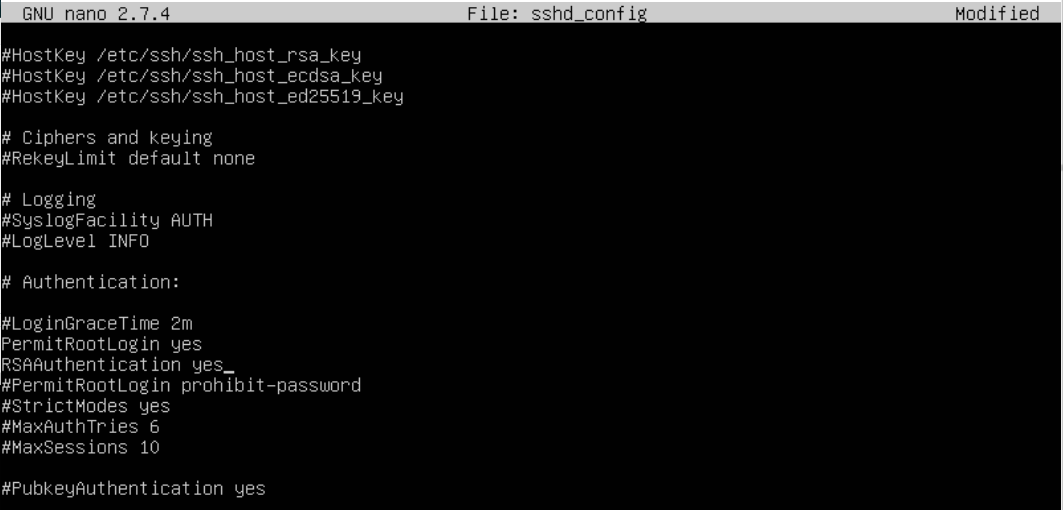 GNU nano 2.7.4 File: sshd_config Modified
#HostKey /etc/ssh/ssh_host_rsa_key
#HostKey /etc/ssh/ssh_host_ecdsa_key
#HostKey /etc/ssh/ssh_host_ed25519_key
# Ciphers and keying
#RekeyLimit default none
# Logging
#SyslogFacility AUTH
#LogLevel INFO
# Authentication:
#LoginGraceTime 2m
PermitRootLogin yes
RSAAuthentication yes_
#PermitRootLogin prohibit-password
#StrictModes yes
#MaxAuthTries 6
#MaxSessions 10
#PubkeyAuthentication yes